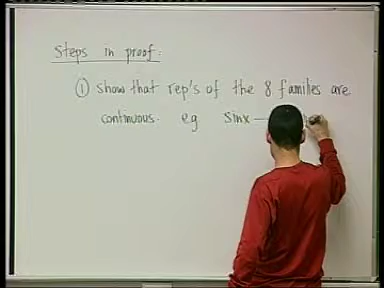 Steps in proof:
① Show that rep's of the 8 families are
continuous. eg sinx —